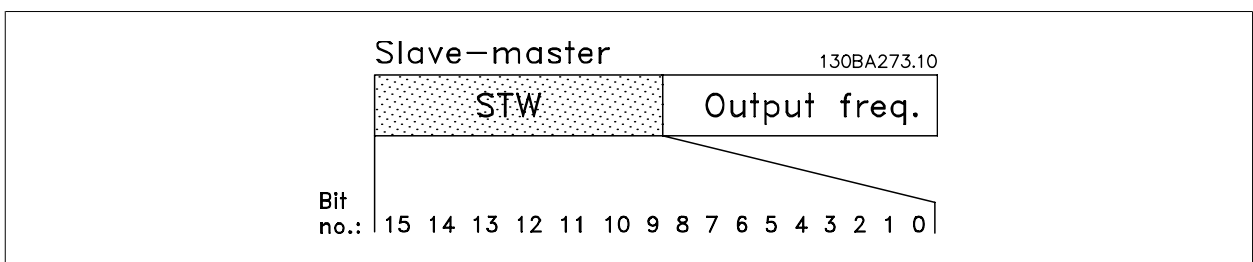 Slave-master
130BA273.10
STW
Output freq.
Bit
no.: 15 14 13 12 11 10 9 8 7 6 5 4 3 2 1 0